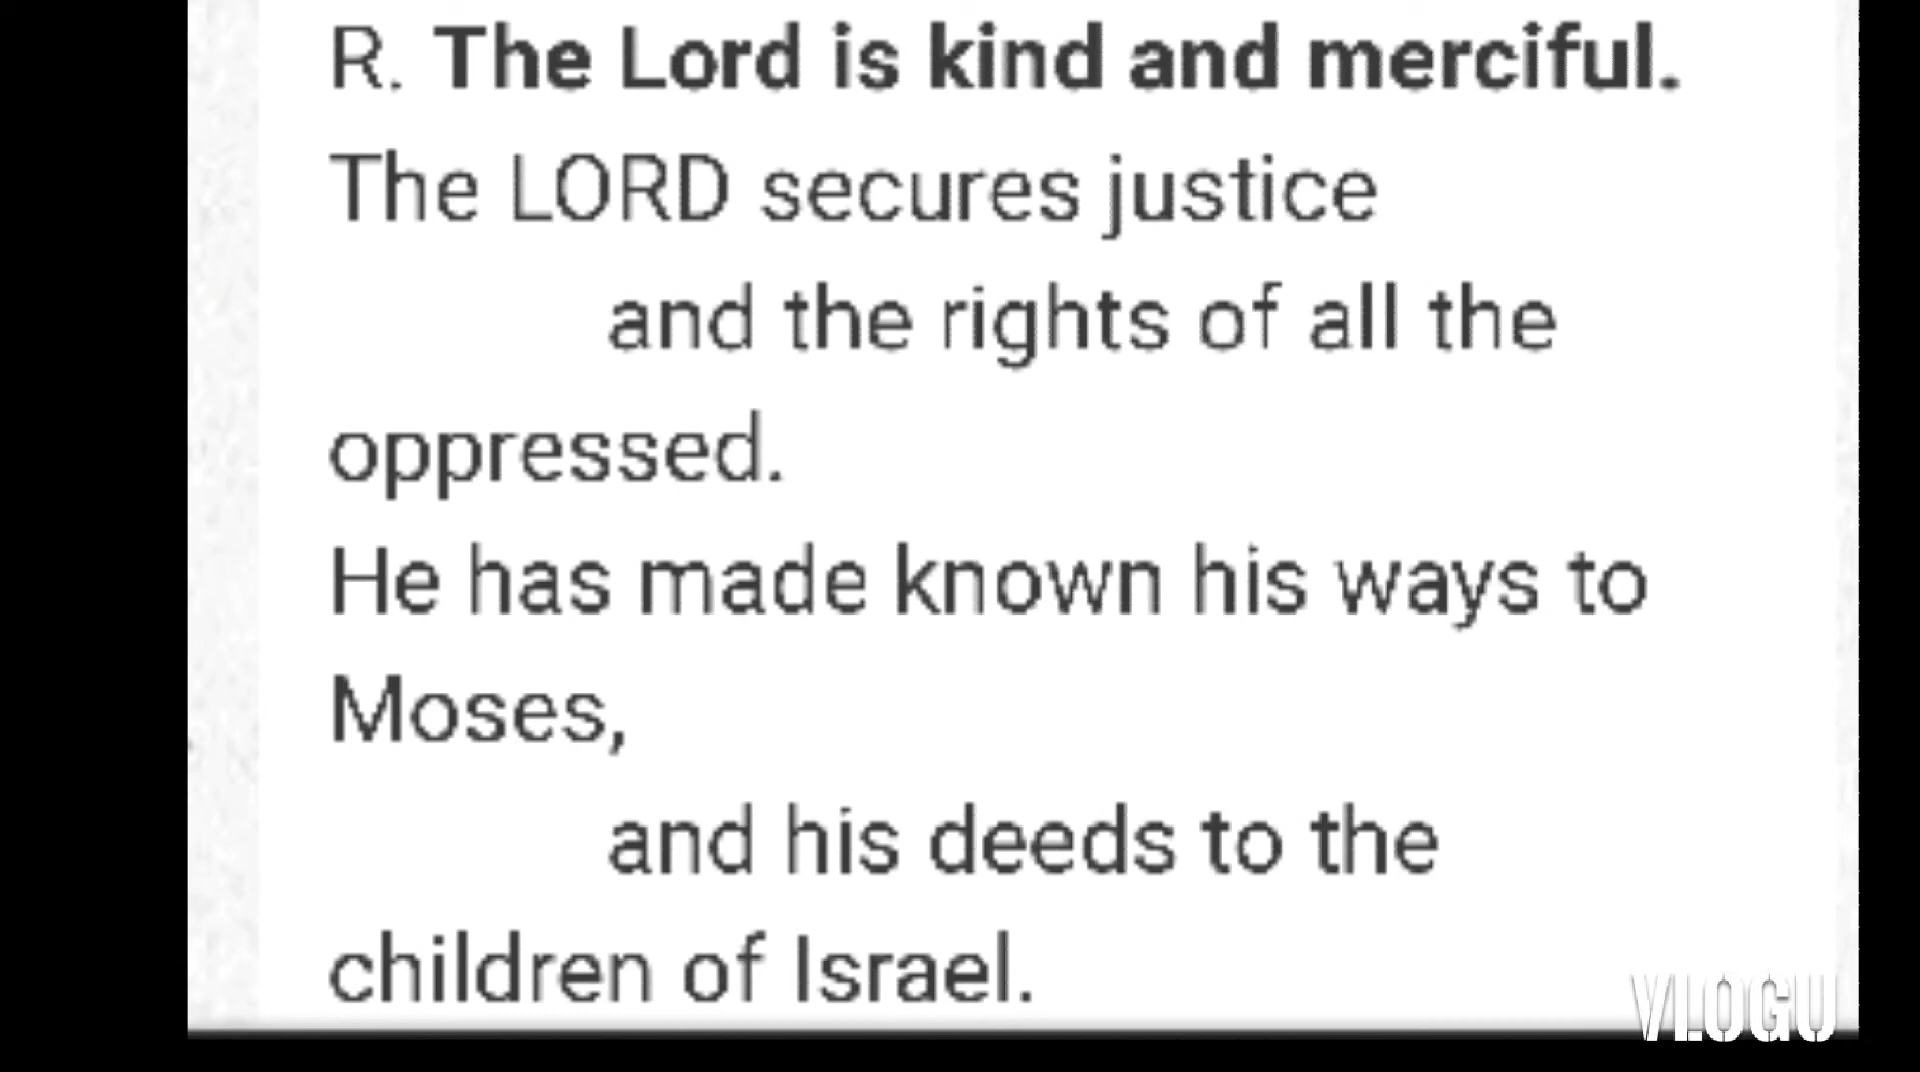 R. The Lord is kind and merciful.
The LORD secures justice
and the rights of all the
oppressed.
He has made known his ways to
Moses,
and his deeds to the
children of Israel.
VLOGU